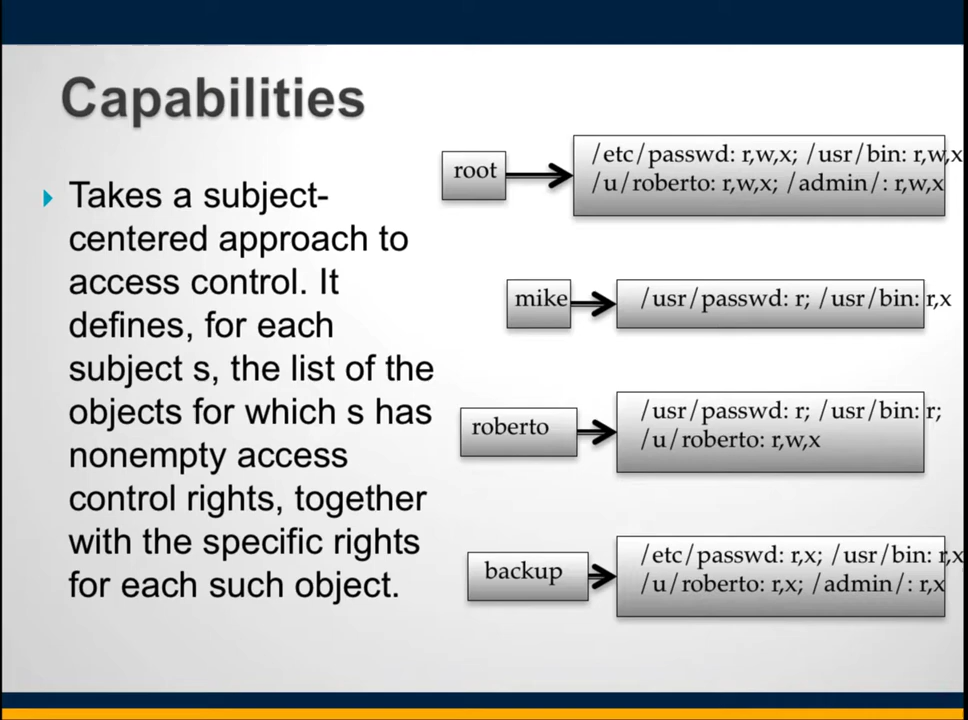 Capabilities
Takes a subject-
centered approach to
access control. It
defines, for each
subject s, the list of the
objects for which s has
nonempty access
control rights, together
with the specific rights
for each such object.
root
/etc/passwd: r,w,x; /usr/bin: r,w,x
/u/roberto: r,w,x; /admin/: r,w,x
mike
/usr/passwd: r; /usr/bin: r,x
roberto
/usr/passwd: r; /usr/bin: r;
/u/roberto: r,w,x
backup
/etc/passwd: r,x; /usr/bin: r,x
/u/roberto: r,x; /admin/: r,x